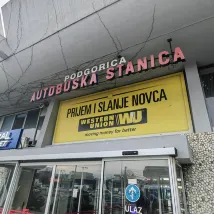 PODGORICA
AUTOBUSKA STANICA
PRIJEM I SLANJE NOVCA
WESTERN
UNION WU
moving money for better
ULAZ